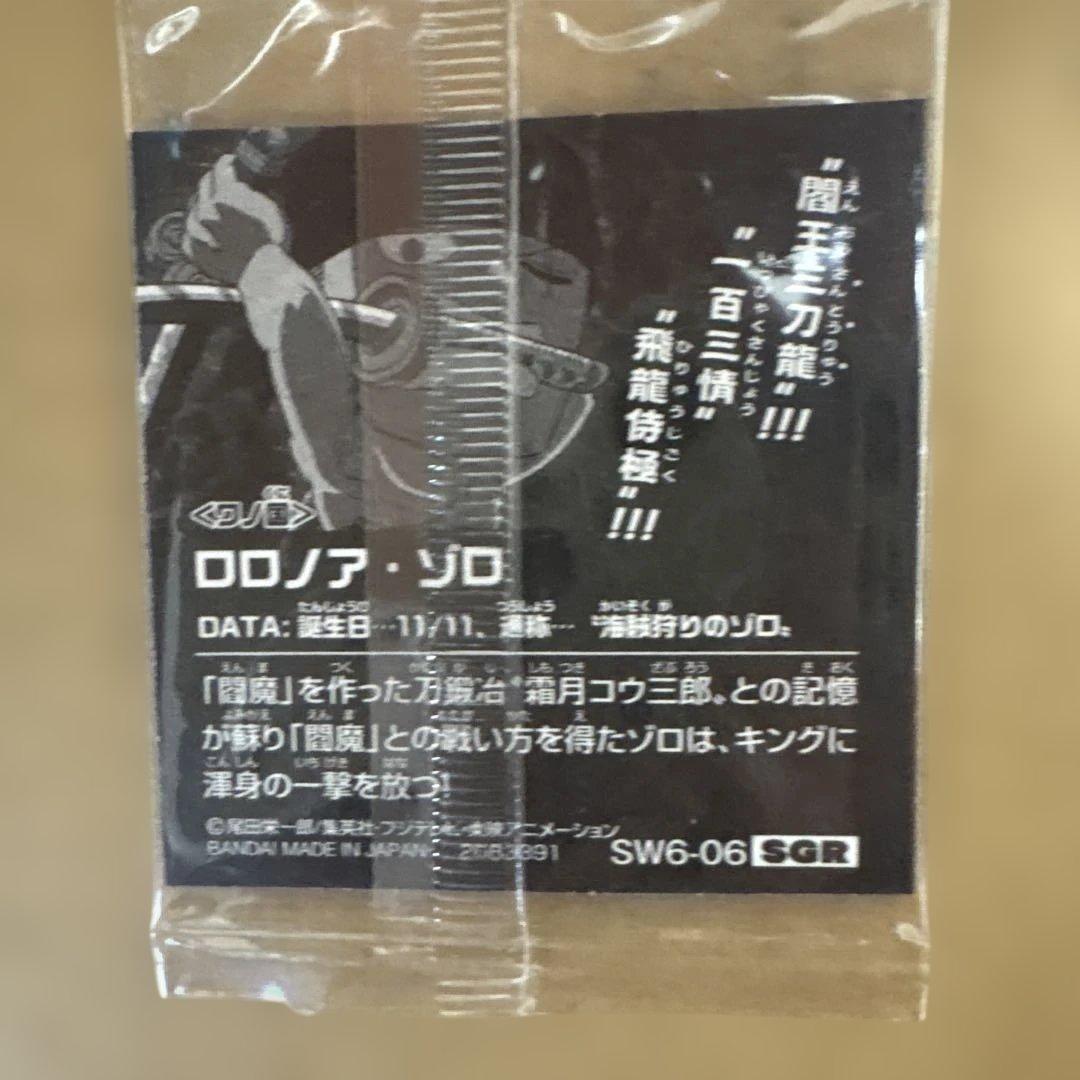 “閻王三刀龍”!!!
“一百三情”
“飛龍侍極”!!!
<ワノ国>
ロロノア・ゾロ
DATA: 誕生日…11/11、通称…〝海賊狩りのゾロ〟
「閻魔」を作った刀鍛冶〝霜月コウ三郎〟との記憶
が蘇り「閻魔」との戦い方を得たゾロは、キングに
渾身の一撃を放つ!
©尾田栄一郎/集英社・フジテレビ・東映アニメーション
BANDAI MADE IN JAPAN
SW6-06 SGR